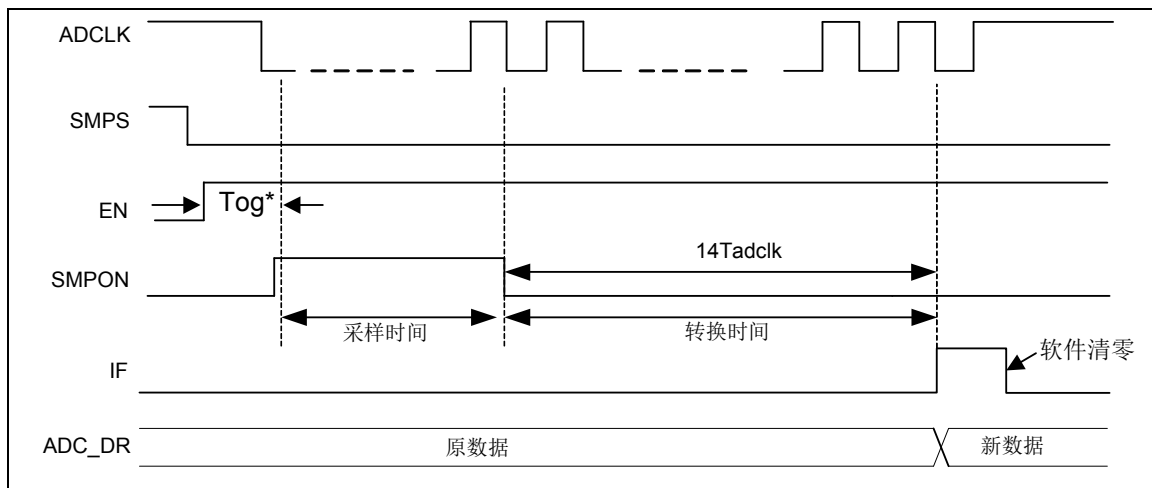 ADCLK
SMPS
EN
Tog*
SMPON
14Tadclk
采样时间
转换时间
IF
软件清零
ADC_DR
原数据
新数据